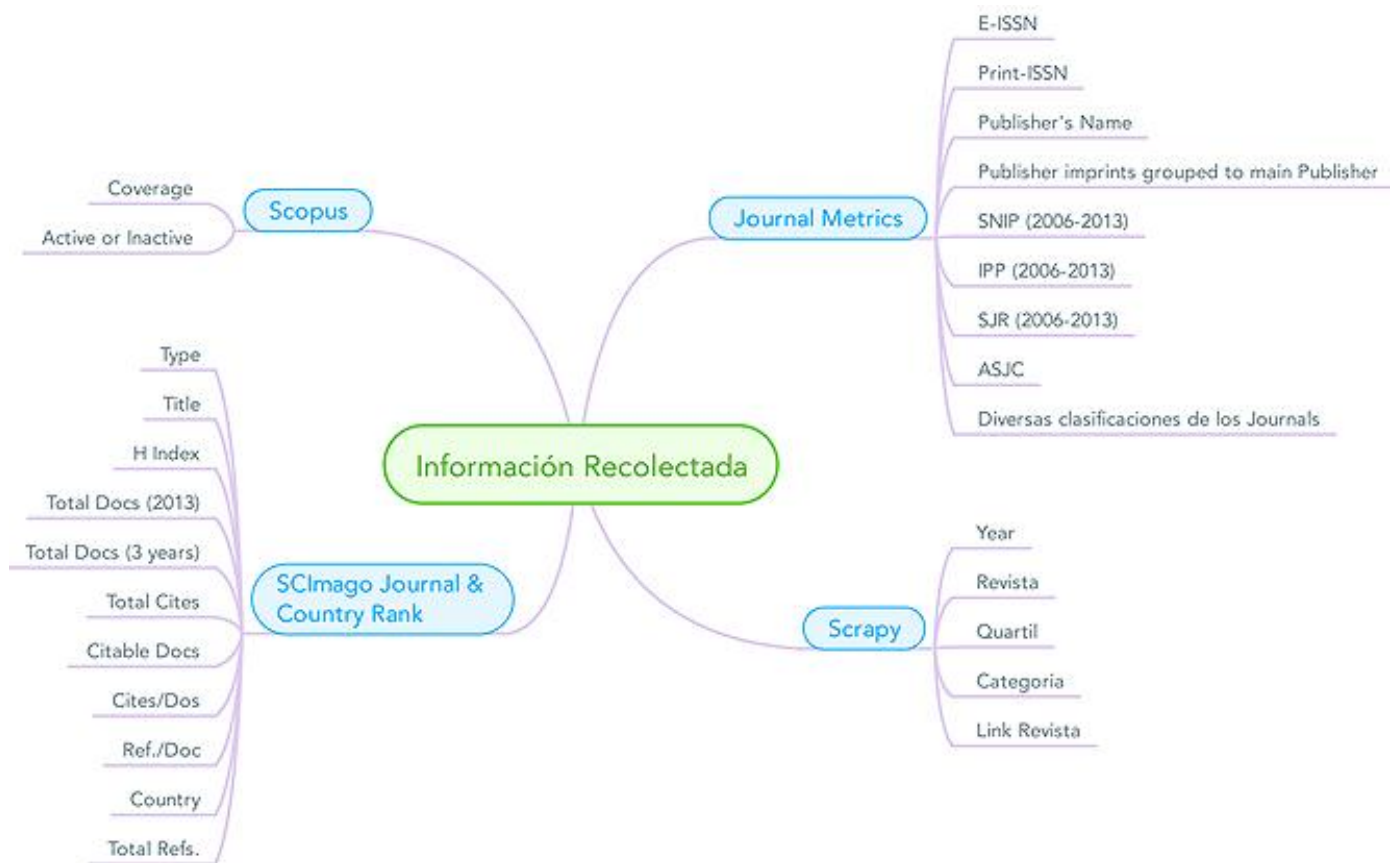 Información Recolectada
Scopus
Coverage
Active or Inactive
SCImago Journal &
Country Rank
Type
Title
H Index
Total Docs (2013)
Total Docs (3 years)
Total Cites
Citable Docs
Cites/Dos
Ref./Doc
Country
Total Refs.
Journal Metrics
E-ISSN
Print-ISSN
Publisher's Name
Publisher imprints grouped to main Publisher
SNIP (2006-2013)
IPP (2006-2013)
SJR (2006-2013)
ASJC
Diversas clasificaciones de los Journals
Scrapy
Year
Revista
Quartil
Categoria
Link Revista